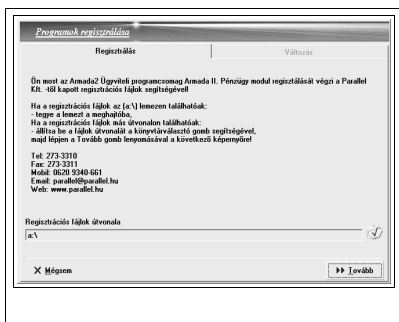 Programok regisztrálása
Regisztrálás
Változás
Ön most az Armada2 Ügyviteli programcsomag Armada II. Pénzügy modul regisztálását végzi a Parallel
Kft. -től kapott regisztrációs fájlok segítségével!
Ha a regisztrációs fájlok az (a:\) lemezen találhatóak:
- tegye a lemezt a meghajtóba,
Ha a regisztrációs fájlok más útvonalon találhatóak:
- állítsa be a fájlok útvonalát a könyvtárválasztó gomb segítségével,
majd lépjen a Tovább gomb lenyomásával a következő képernyőre!
Tel: 273-3310
Fax: 273-3311
Mobil: 0620 9340-661
Email: parallel@parallel.hu
Web: www.parallel.hu
Regisztrációs fájlok útvonala
a:\
Mégsem
Tovább